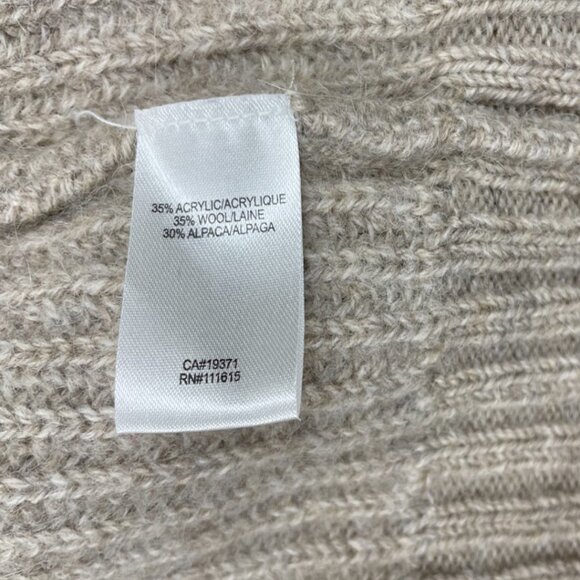 35% ACRYLIC/ACRYLIQUE
35% WOOL/LAINE
30% ALPACA/ALPAGA
CA#19371
RN#111615